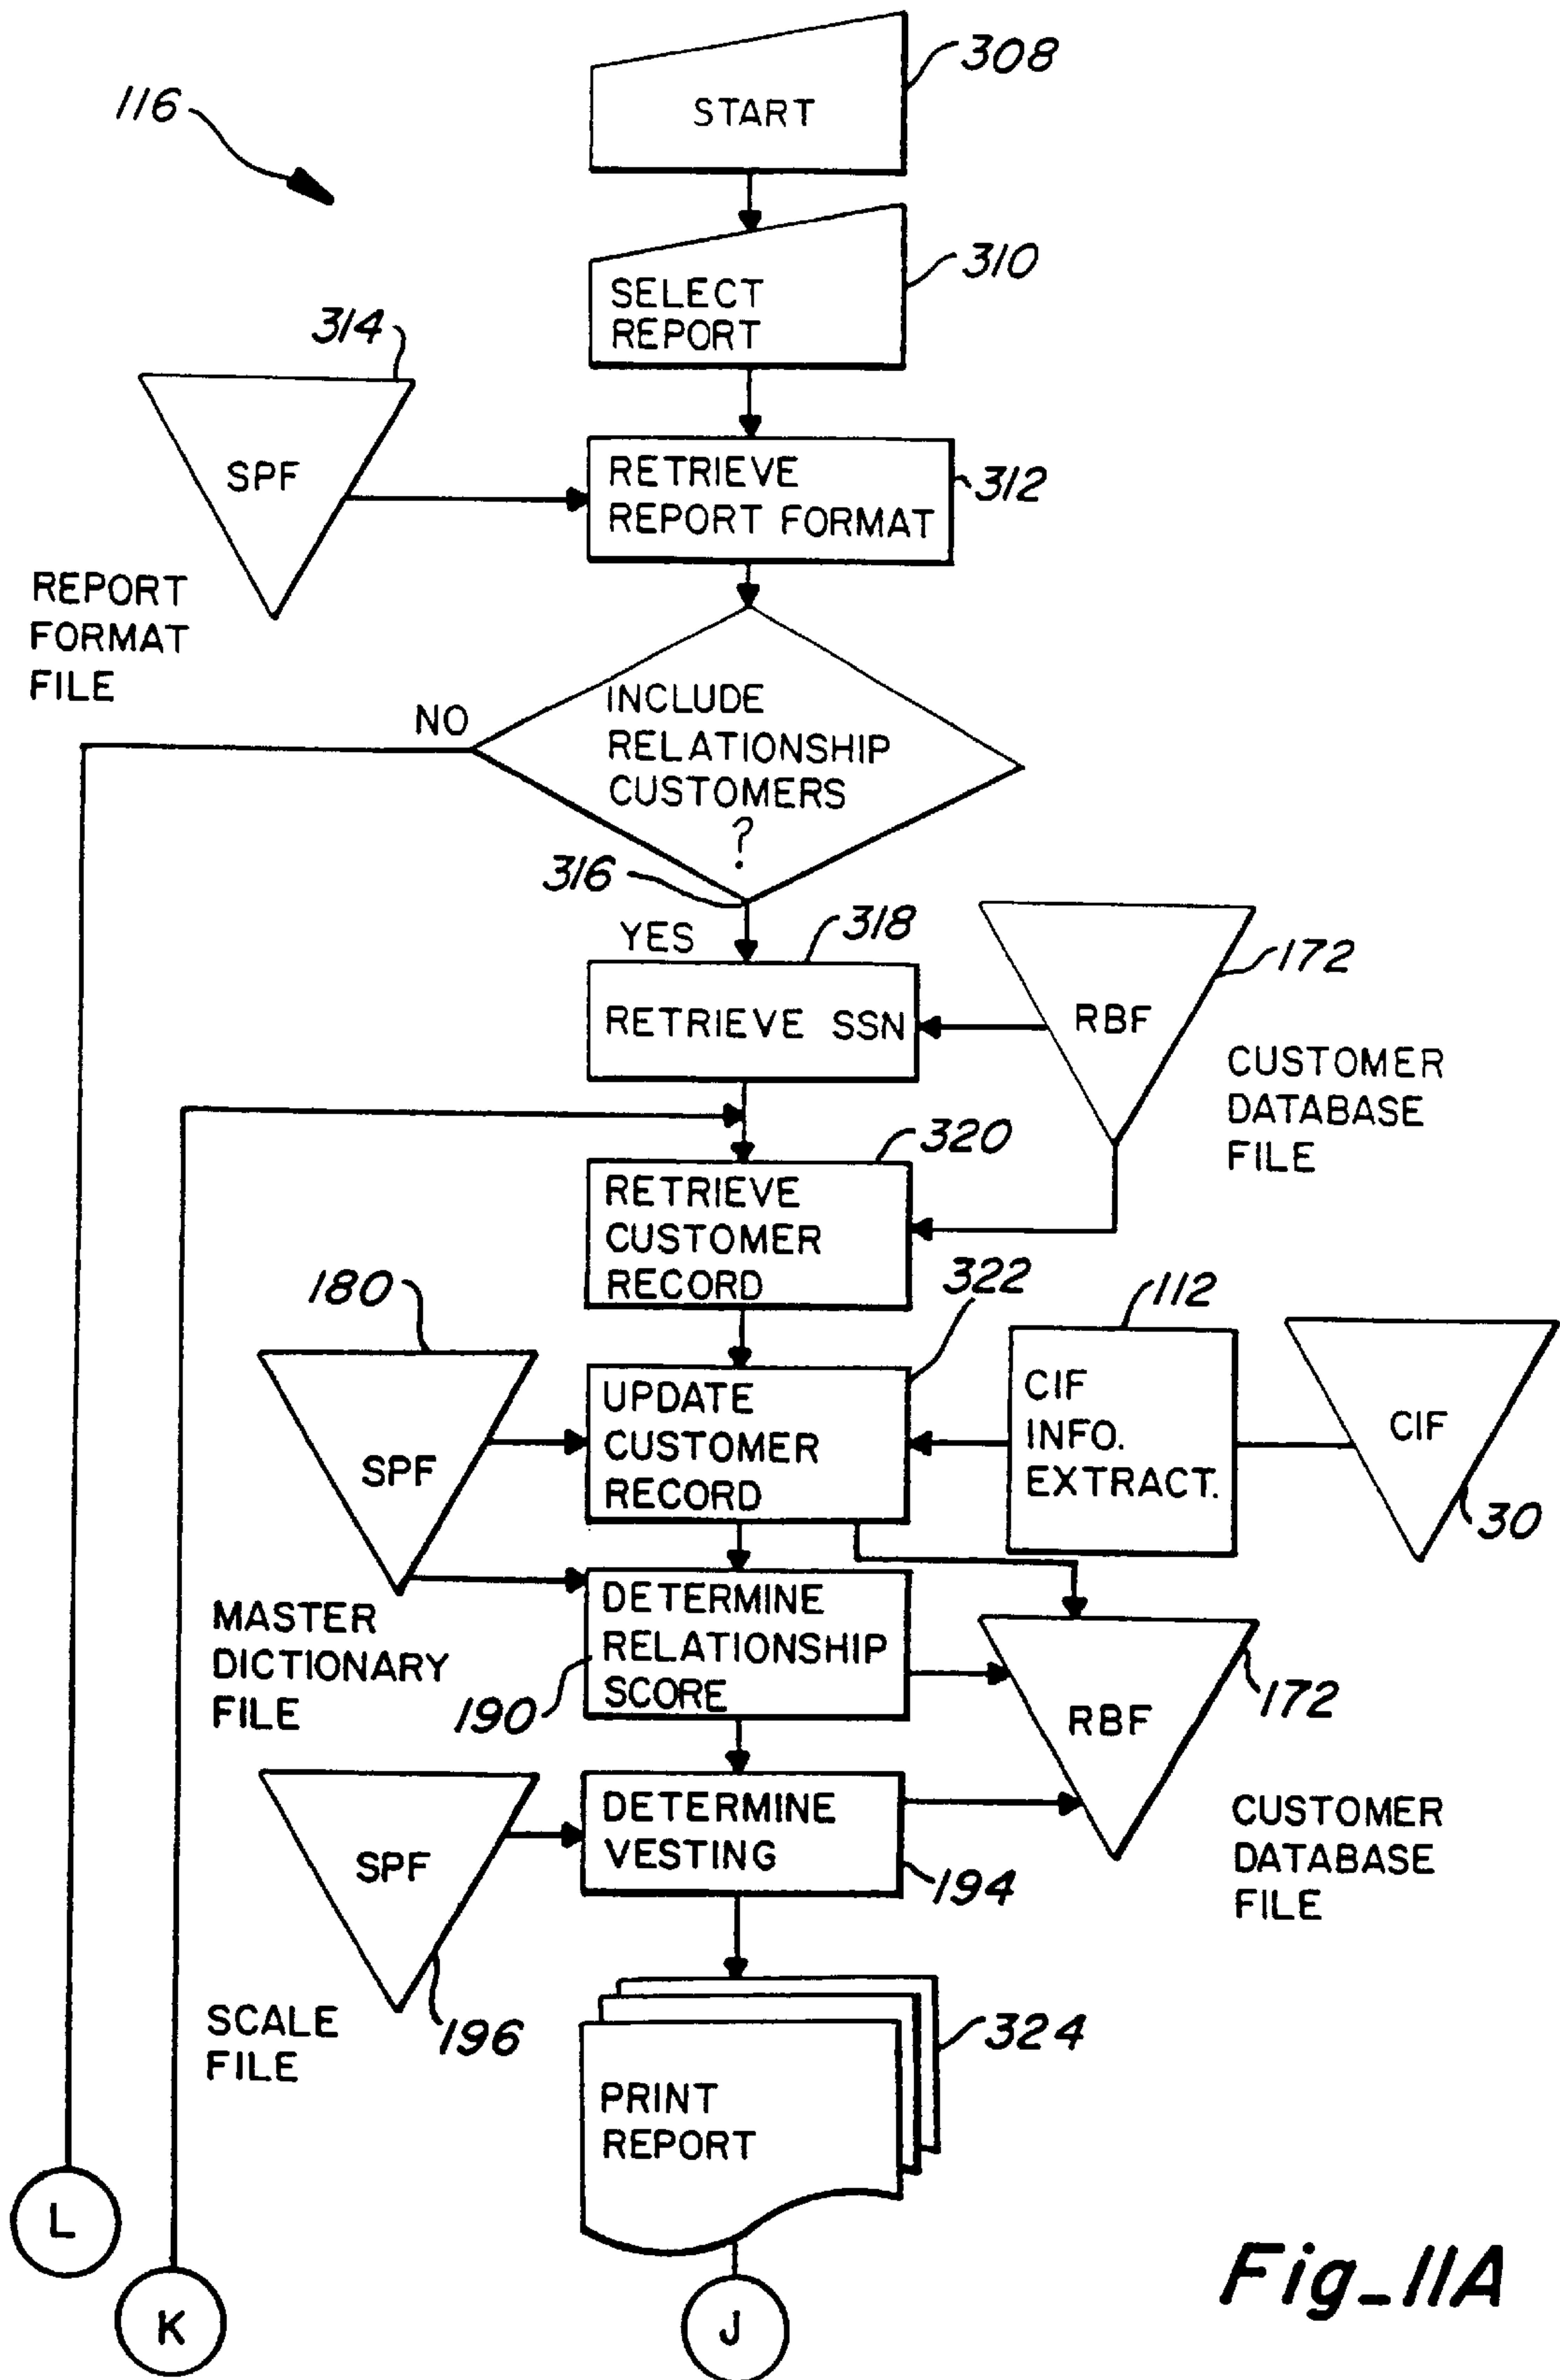 308
116
START
310
SELECT
REPORT
314
SPF
RETRIEVE
REPORT FORMAT
312
REPORT
FORMAT
FILE
NO
INCLUDE
RELATIONSHIP
CUSTOMERS
?
316
YES
318
172
RETRIEVE SSN
RBF
CUSTOMER
DATABASE
FILE
320
RETRIEVE
CUSTOMER
RECORD
180
322
112
UPDATE
CUSTOMER
RECORD
CIF
INFO.
EXTRACT.
CIF
SPF
30
MASTER
DICTIONARY
FILE
DETERMINE
RELATIONSHIP
SCORE
190
172
RBF
DETERMINE
VESTING
SPF
194
CUSTOMER
DATABASE
FILE
SCALE
FILE
196
324
PRINT
REPORT
L
K
J
Fig_11A